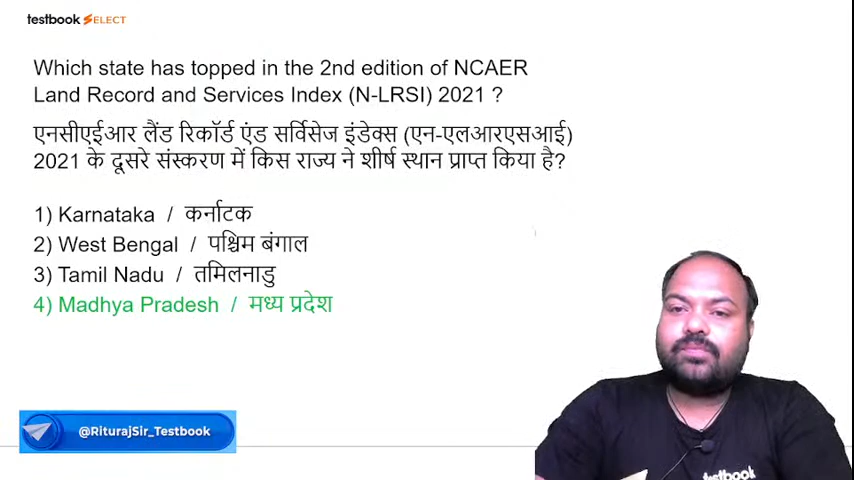 testbook SELECT
Which state has topped in the 2nd edition of NCAER
Land Record and Services Index (N-LRSI) 2021 ?
एनसीएईआर लैंड रिकॉर्ड एंड सर्विसेज इंडेक्स (एन-एलआरएसआई)
2021 के दूसरे संस्करण में किस राज्य ने शीर्ष स्थान प्राप्त किया है?
1) Karnataka / कर्नाटक
2) West Bengal / पश्चिम बंगाल
3) Tamil Nadu / तमिलनाडु
4) Madhya Pradesh / मध्य प्रदेश
@RiturajSir_Testbook
testbook